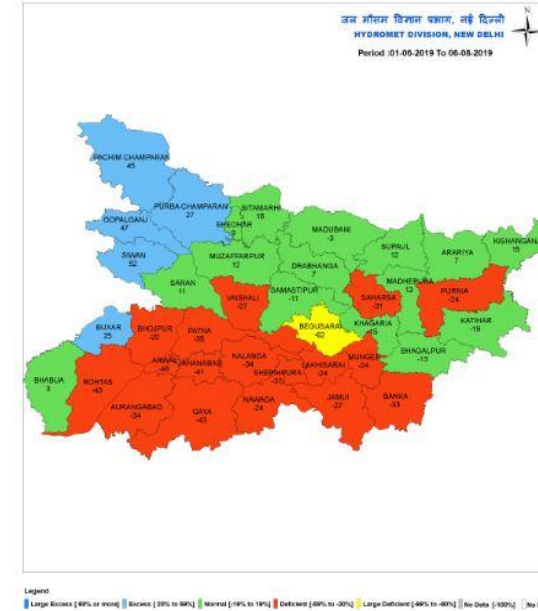 N
जल मौसम विज्ञान प्रभाग, नई दिल्ली
HYDROMET DIVISION, NEW DELHI
Period :01-06-2019 To 06-08-2019
PACHIM CHAMPARAN
45
PURBA CHAMPARAN
27
GOPALGANJ
47
SHEOHAR
SITAMARHI
18
SIWAN
52
MADUBANI
-3
MUZAFFARPUR
12
SUPAUL
12
ARARIYA
7
KISHANGANJ
15
DRABHANGA
7
SARAN
11
SAMASTIPUR
-11
MADHEPURA
13
SAHARSA
-31
PURNIA
-24
VAISHALI
-27
BEGUSARAI
-62
KHAGARIA
KATIHAR
-18
BUXAR
25
BHOJPUR
PATNA
-35
BHAGALPUR
-13
MUNGER
-24
NALANDA
-34
LAKHISARAI
-24
ARWAL
-46
JAHANABAD
-41
SHEIKHPURA
-37
BHABUA
3
ROHTAS
-40
BANKA
-33
JAMUI
-27
NAWADA
-24
AURANGABAD
-34
GAYA
-43
Legend
Large Excess [60% or more] Excess [20% to 59%] Normal [-19% to 19%] Deficient [-59% to -20%] Large Deficient [-99% to -60%] No Data [-100%] No